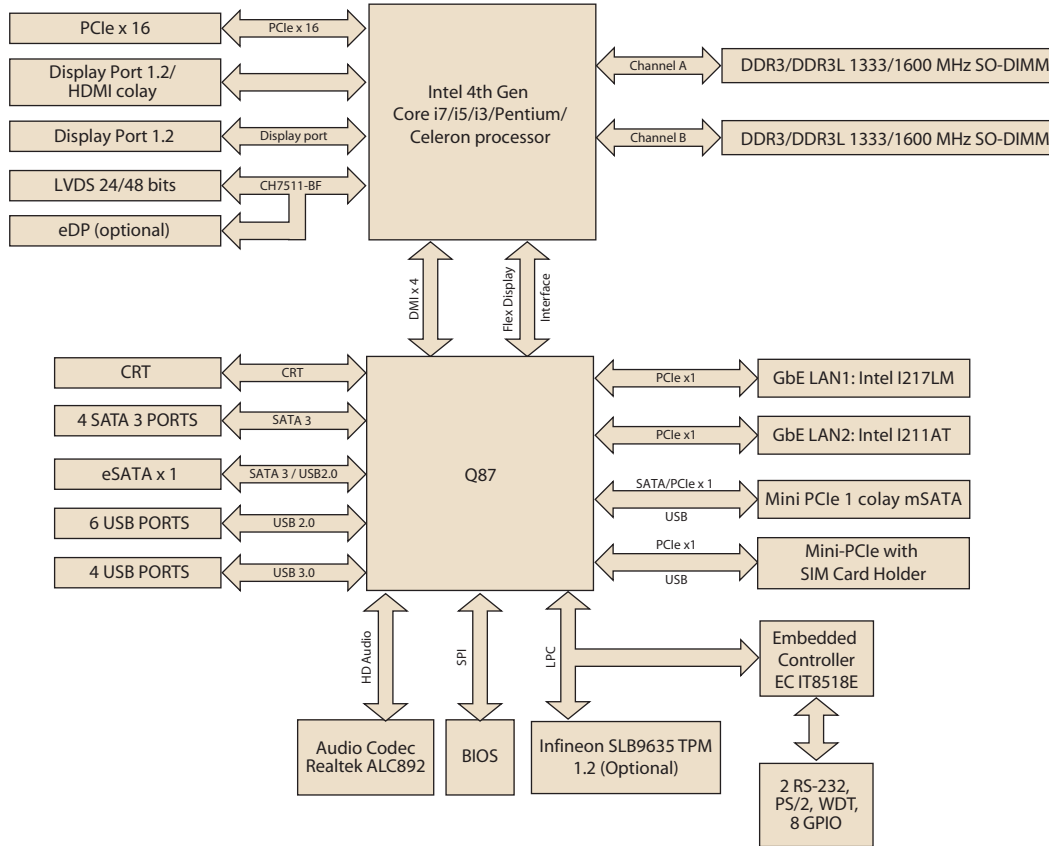 PCIe x 16
PCIe x 16
Display Port 1.2/
HDMI colay
Display Port 1.2
Display port
LVDS 24/48 bits
CH7511-BF
eDP (optional)
Intel 4th Gen
Core i7/i5/i3/Pentium/
Celeron processor
Channel A
DDR3/DDR3L 1333/1600 MHz SO-DIMM
Channel B
DDR3/DDR3L 1333/1600 MHz SO-DIMM
DMI x 4
Flex Display
Interface
CRT
CRT
4 SATA 3 PORTS
SATA 3
eSATA x 1
SATA 3 / USB2.0
6 USB PORTS
USB 2.0
4 USB PORTS
USB 3.0
Q87
PCIe x1
GbE LAN1: Intel I217LM
PCIe x1
GbE LAN2: Intel I211AT
SATA/PCIe x 1
USB
Mini PCIe 1 colay mSATA
PCIe x1
USB
Mini-PCIe with
SIM Card Holder
HD Audio
SPI
LPC
Embedded
Controller
EC IT8518E
Audio Codec
Realtek ALC892
BIOS
Infineon SLB9635 TPM
1.2 (Optional)
2 RS-232,
PS/2, WDT,
8 GPIO